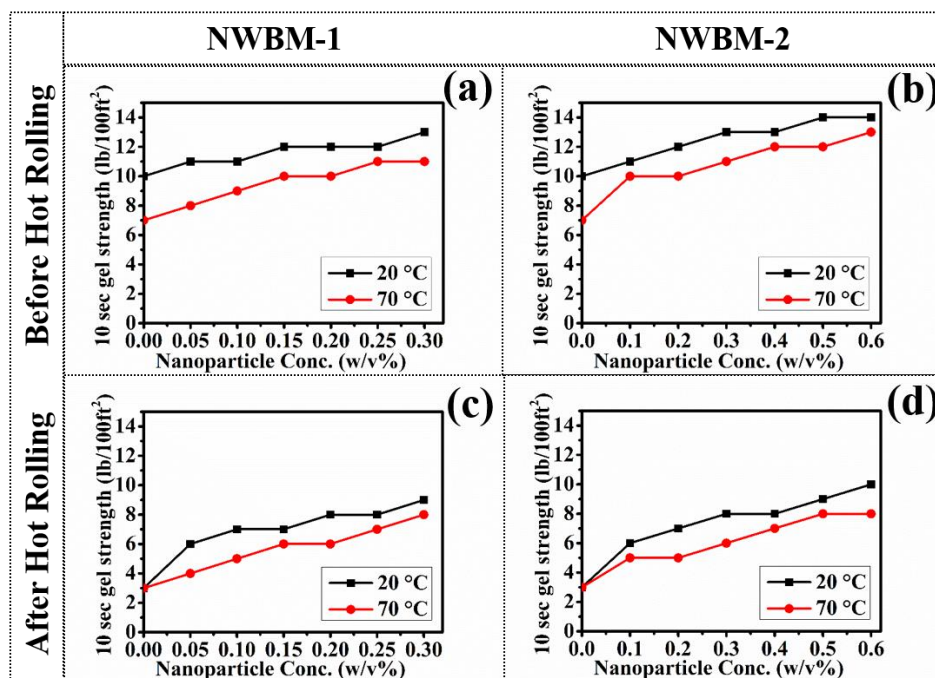 NWBM-1
NWBM-2
Before Hot Rolling
(a)
10 sec gel strength (lb/100ft²)
14
12
10
8
6
4
2
0
20 °C
70 °C
0.00 0.05 0.10 0.15 0.20 0.25 0.30
Nanoparticle Conc. (w/v%)
(b)
10 sec gel strength (lb/100ft²)
14
12
10
8
6
4
2
0
20 °C
70 °C
0.0 0.1 0.2 0.3 0.4 0.5 0.6
Nanoparticle Conc. (w/v%)
After Hot Rolling
(c)
10 sec gel strength (lb/100ft²)
14
12
10
8
6
4
2
0
20 °C
70 °C
0.00 0.05 0.10 0.15 0.20 0.25 0.30
Nanoparticle Conc. (w/v%)
(d)
10 sec gel strength (lb/100ft²)
14
12
10
8
6
4
2
0
20 °C
70 °C
0.0 0.1 0.2 0.3 0.4 0.5 0.6
Nanoparticle Conc. (w/v%)